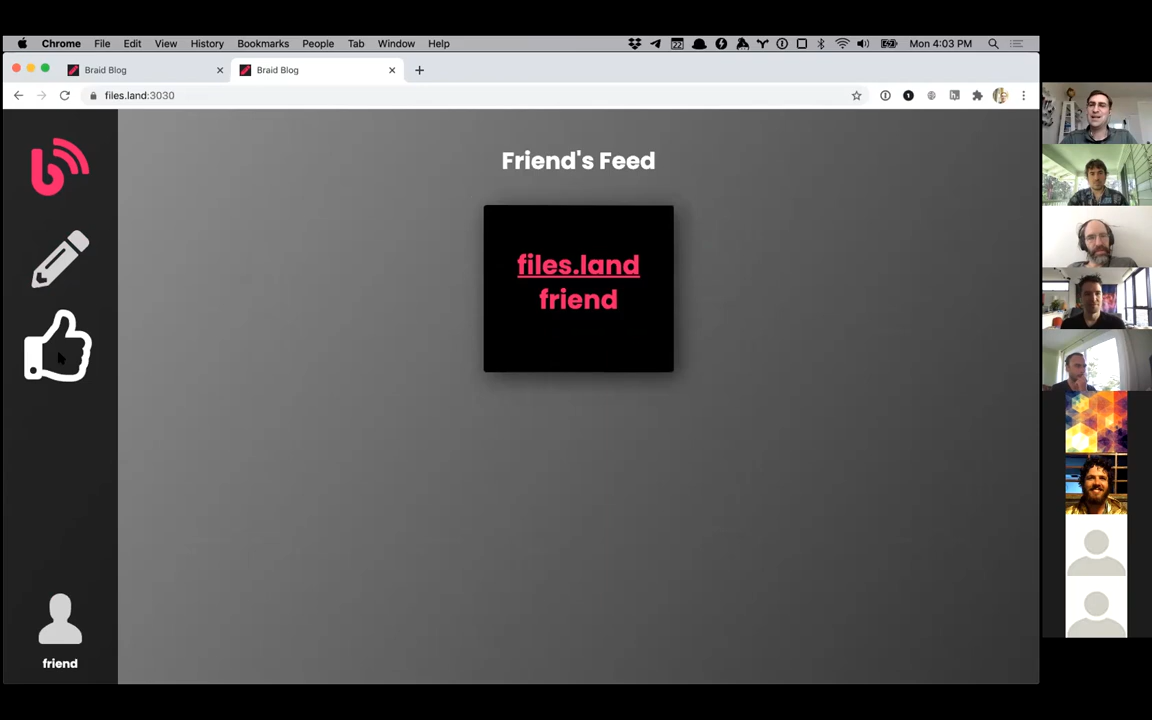 Chrome File Edit View History Bookmarks People Tab Window Help
22
Mon 4:03 PM
Braid Blog
Braid Blog
files.land:3030
Friend's Feed
files.land
friend
friend